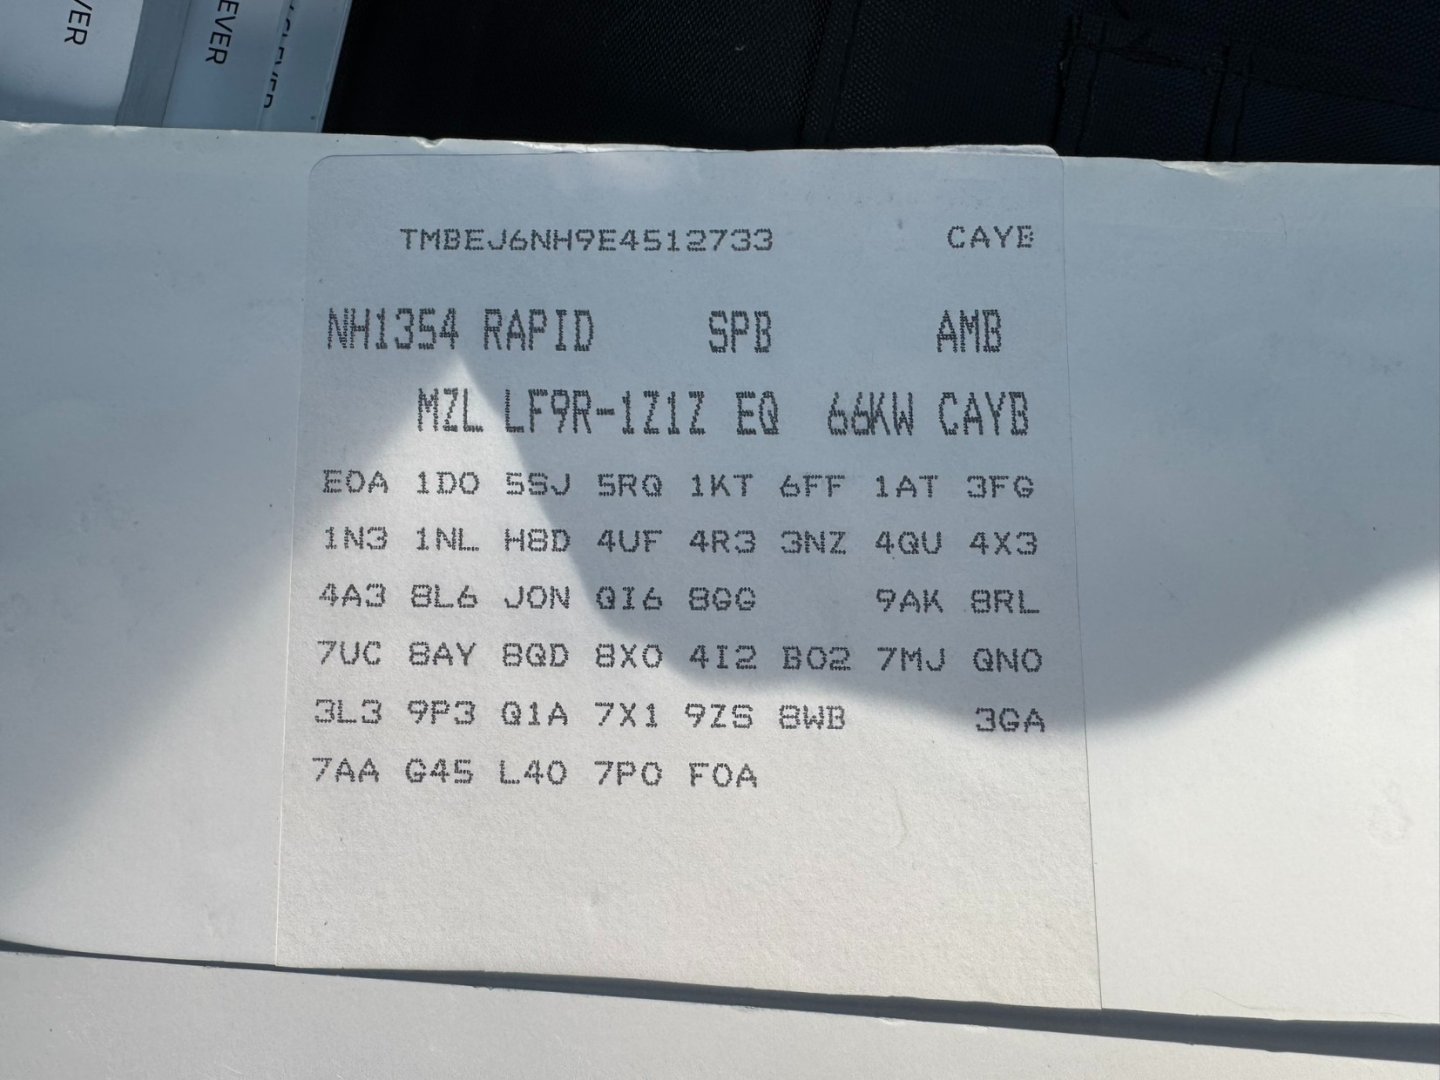 EVER
TMBEJ6NH9E4512733 CAYB
NH1354 RAPID SPB AMB
MZL LF9R-1Z1Z EQ 66KW CAYB
E0A 1D0 5SJ 5RQ 1KT 6FF 1AT 3FG
1N3 1NL H8D 4UF 4R3 3NZ 4QU 4X3
4A3 8L6 J0N QI6 8GG 9AK 8RL
7UC 8AY 8QD 8X0 4I2 B02 7MJ QN0
3L3 9P3 Q1A 7X1 9ZS 8WB 3GA
7AA G45 L40 7P0 F0A